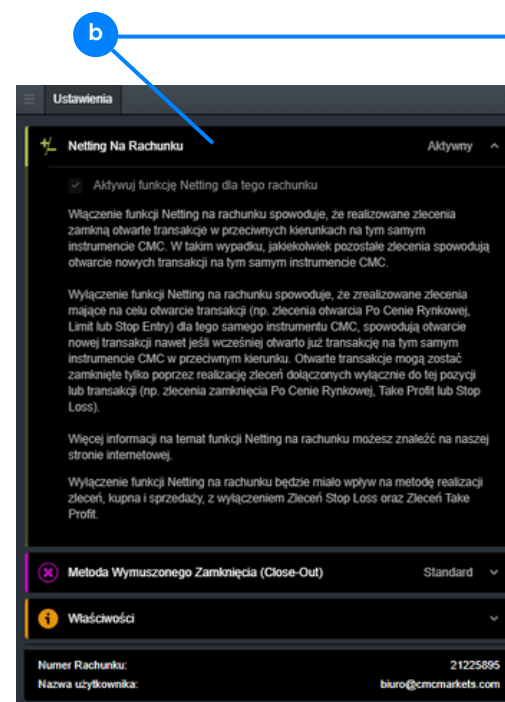 b
Ustawienia
Netting Na Rachunku Aktywny
Aktywuj funkcję Netting dla tego rachunku
Włączenie funkcji Netting na rachunku spowoduje, że realizowane zlecenia
zamkną otwarte transakcje w przeciwnych kierunkach na tym samym
instrumencie CMC. W takim wypadku, jakiekolwiek pozostałe zlecenia spowodują
otwarcie nowych transakcji na tym samym instrumencie CMC.
Wyłączenie funkcji Netting na rachunku spowoduje, że zrealizowane zlecenia
mające na celu otwarcie transakcji (np. zlecenia otwarcia Po Cenie Rynkowej,
Limit lub Stop Entry) dla tego samego instrumentu CMC, spowodują otwarcie
nowej transakcji nawet jeśli wcześniej otwarto już transakcję na tym samym
instrumencie CMC w przeciwnym kierunku. Otwarte transakcje mogą zostać
zamknięte tylko poprzez realizację zleceń dołączonych wyłącznie do tej pozycji
lub transakcji (np. zlecenia zamknięcia Po Cenie Rynkowej, Take Profit lub Stop
Loss).
Więcej informacji na temat funkcji Netting na rachunku możesz znaleźć na naszej
stronie internetowej.
Wyłączenie funkcji Netting na rachunku będzie miało wpływ na metodę realizacji
zleceń, kupna i sprzedaży, z wyłączeniem Zleceń Stop Loss oraz Zleceń Take
Profit.
Metoda Wymuszonego Zamknięcia (Close-Out) Standard
Właściwości
Numer Rachunku: 21225895
Nazwa użytkownika: biuro@cmcmarkets.com